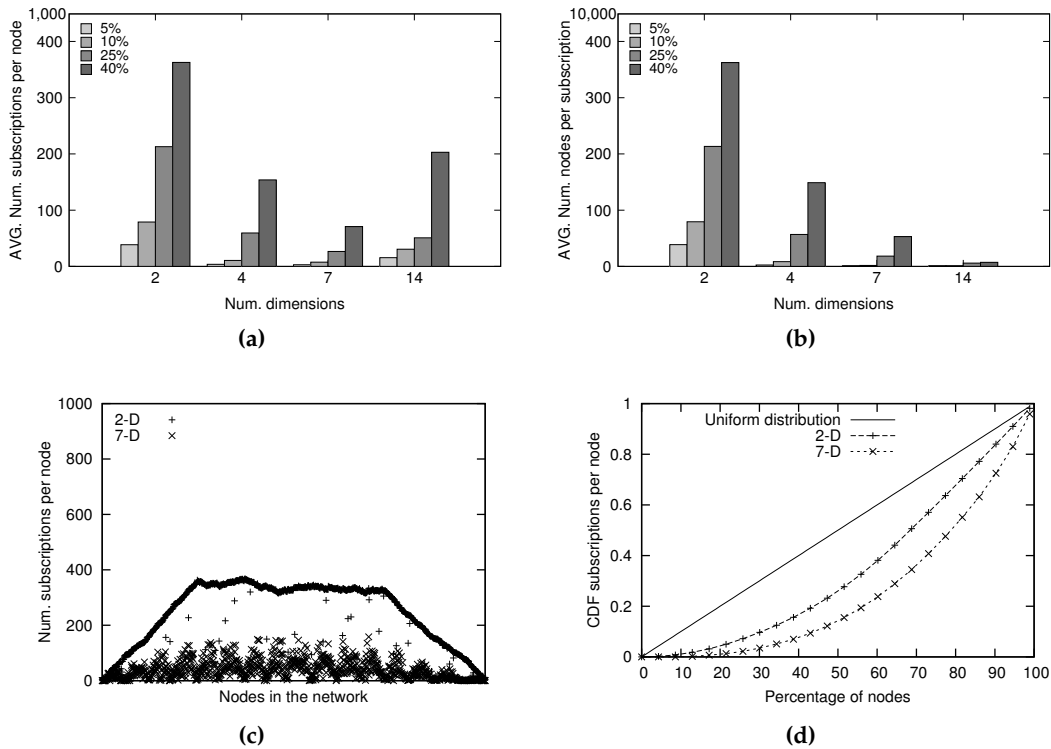 1,000
400
300
200
100
0
AVG. Num. subscriptions per node
5%
10%
25%
40%
2 4 7 14
Num. dimensions
(a)
10,000
400
300
200
100
0
AVG. Num. nodes per subscription
5%
10%
25%
40%
2 4 7 14
Num. dimensions
(b)
1000
800
600
400
200
0
Num. subscriptions per node
2-D
7-D
Nodes in the network
(c)
1
0.8
0.6
0.4
0.2
0
CDF subscriptions per node
Uniform distribution
2-D
7-D
0 10 20 30 40 50 60 70 80 90 100
Percentage of nodes
(d)